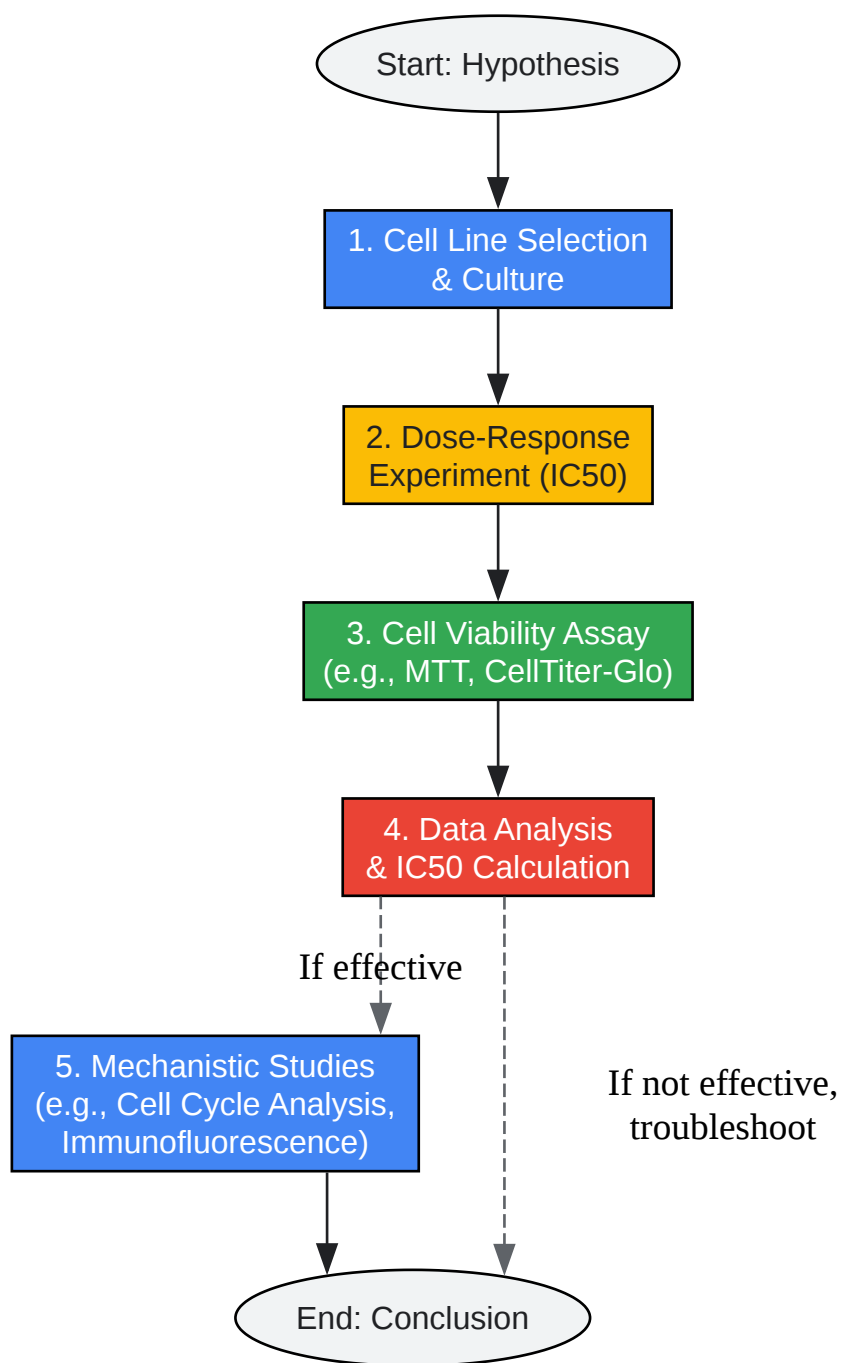 Start: Hypothesis
1. Cell Line Selection
& Culture
2. Dose-Response
Experiment (IC50)
3. Cell Viability Assay
(e.g., MTT, CellTiter-Glo)
4. Data Analysis
& IC50 Calculation
If effective
5. Mechanistic Studies
(e.g., Cell Cycle Analysis,
Immunofluorescence)
If not effective,
troubleshoot
End: Conclusion